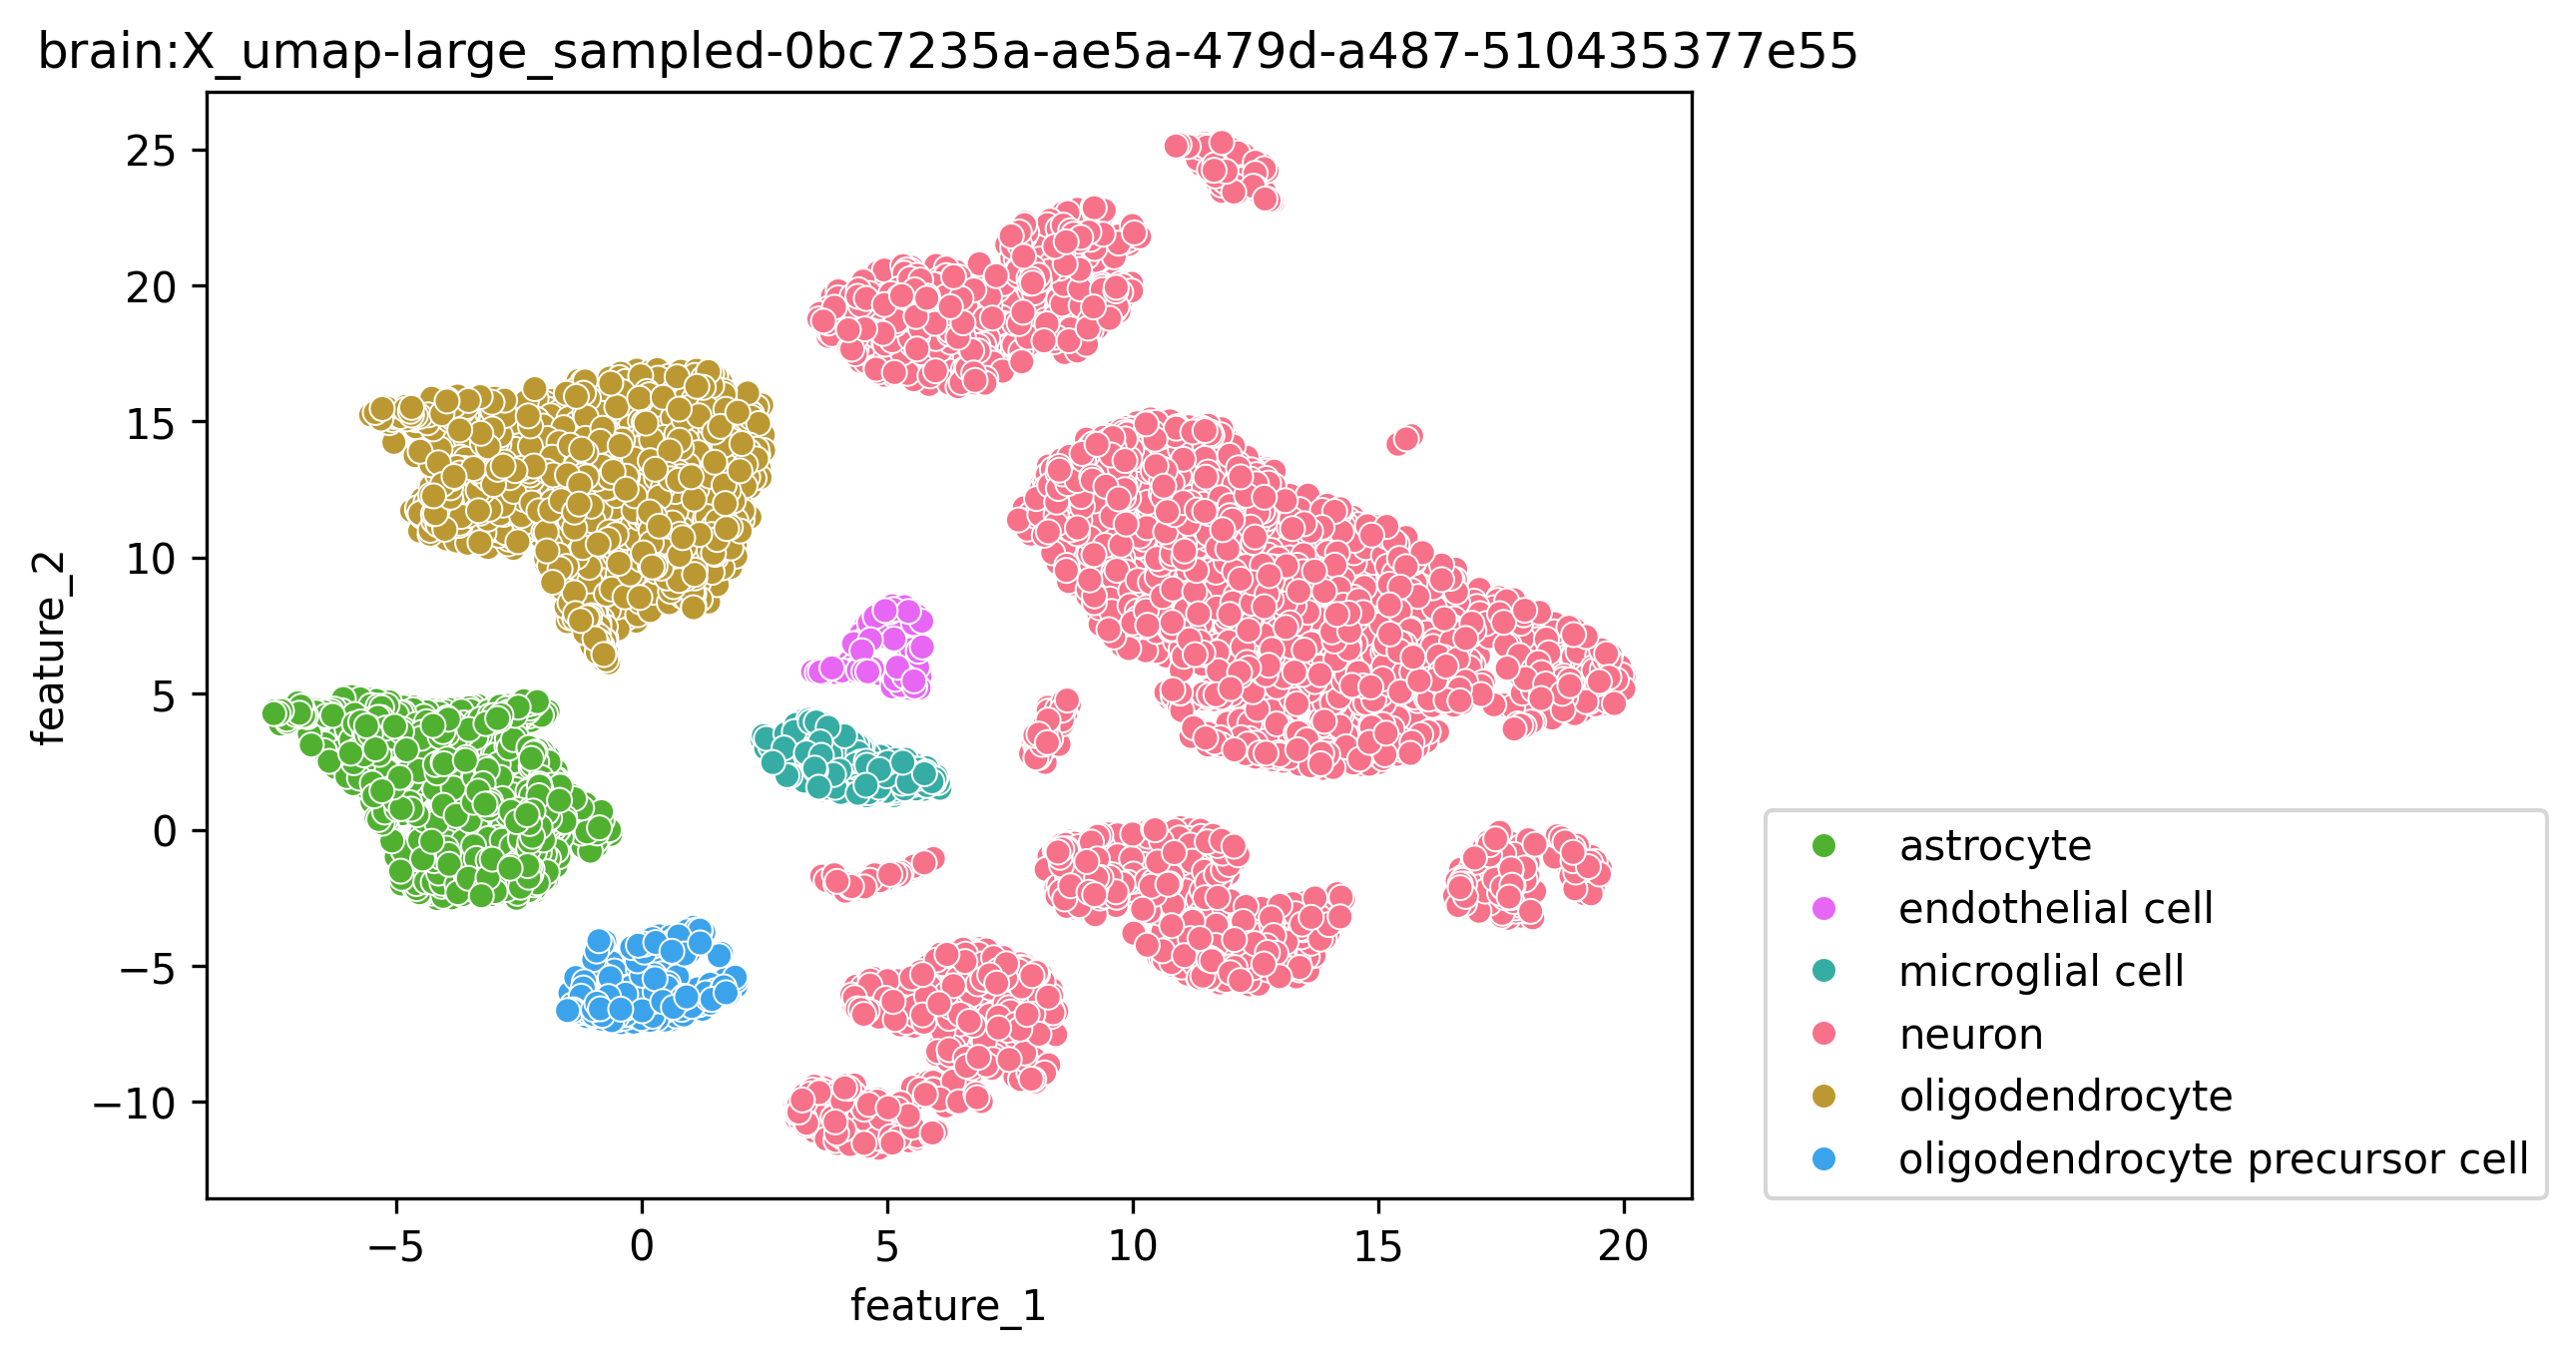 brain:X_umap-large_sampled-0bc7235a-ae5a-479d-a487-510435377e55
25
20
15
10
5
0
−5
−10
feature_2
−5 0 5 10 15 20
feature_1
astrocyte
endothelial cell
microglial cell
neuron
oligodendrocyte
oligodendrocyte precursor cell